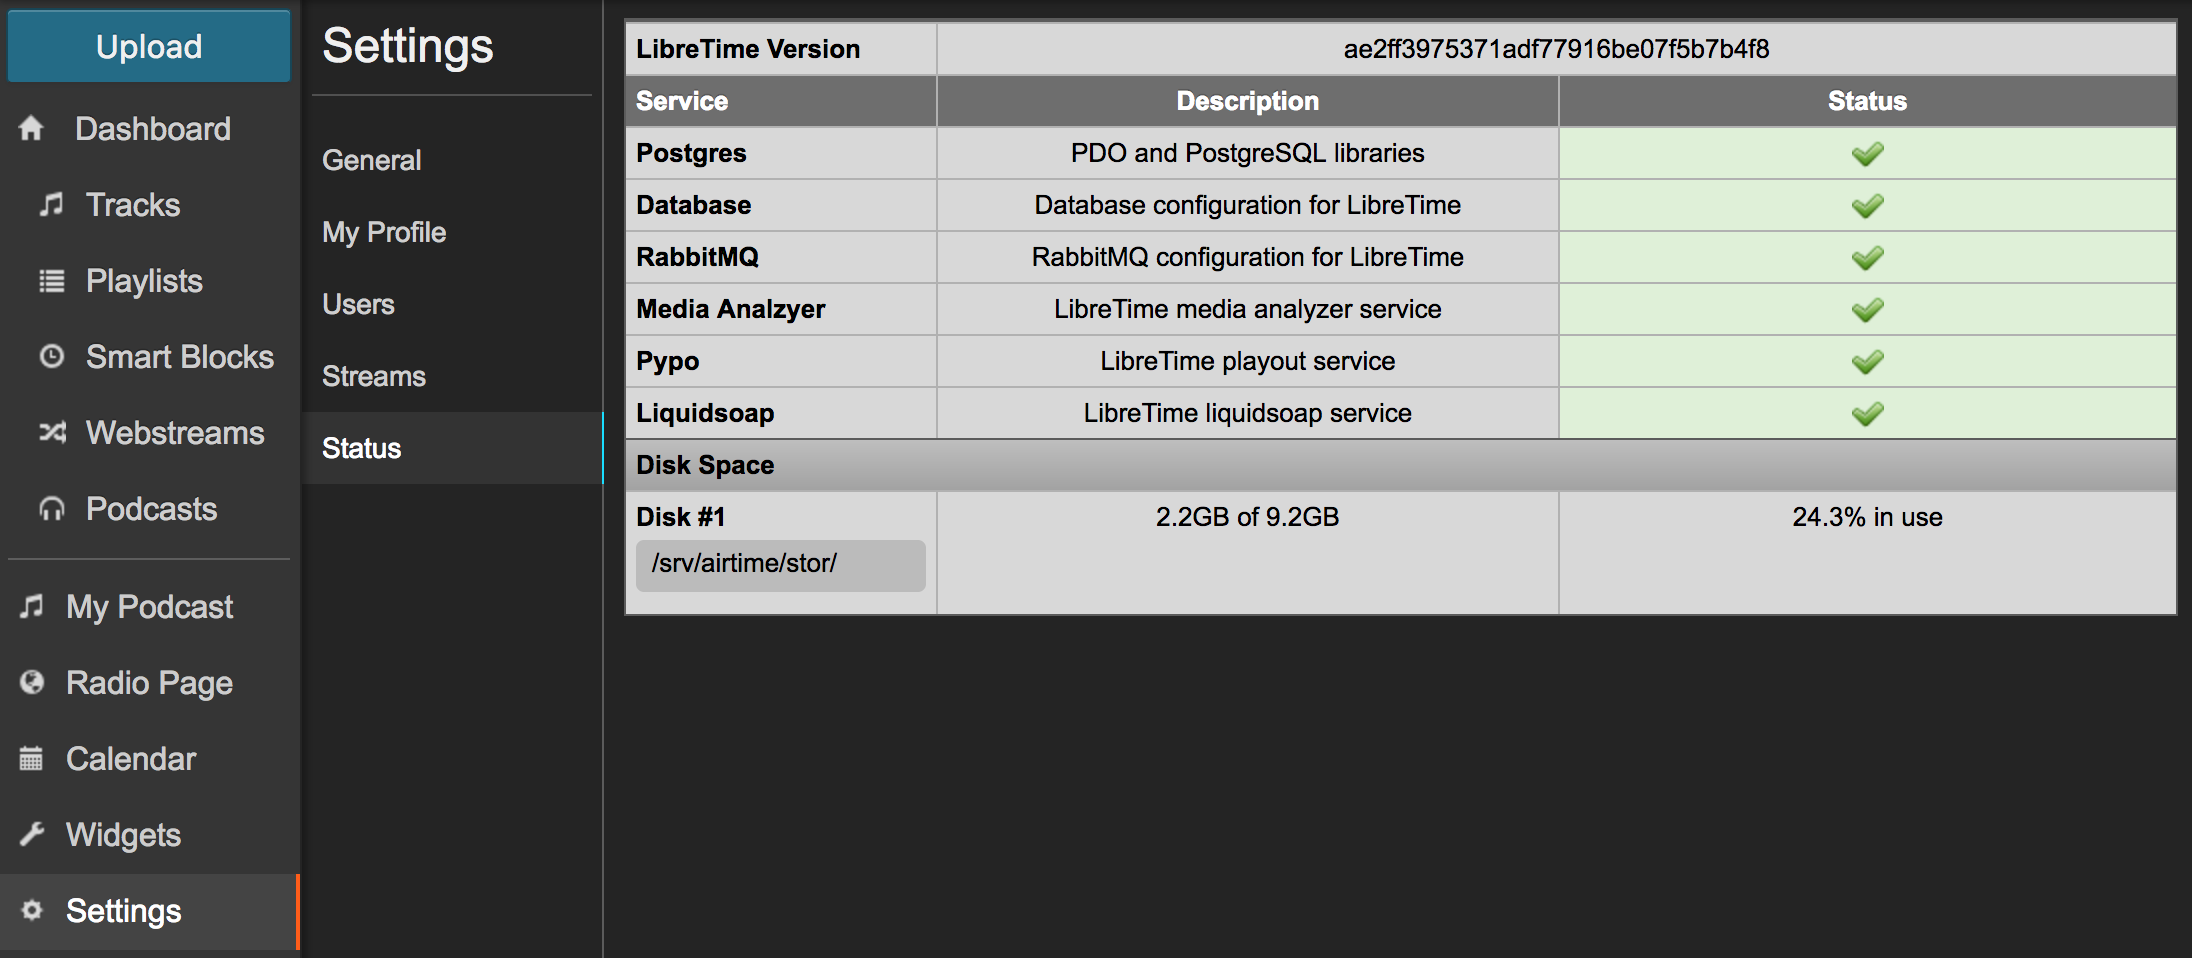 Upload
Dashboard
Tracks
Playlists
Smart Blocks
Webstreams
Podcasts
My Podcast
Radio Page
Calendar
Widgets
Settings
Settings
General
My Profile
Users
Streams
Status
LibreTime Version ae2ff3975371adf77916be07f5b7b4f8
Service Description Status
Postgres PDO and PostgreSQL libraries
Database Database configuration for LibreTime
RabbitMQ RabbitMQ configuration for LibreTime
Media Analzyer LibreTime media analyzer service
Pypo LibreTime playout service
Liquidsoap LibreTime liquidsoap service
Disk Space
Disk #1 2.2GB of 9.2GB 24.3% in use
/srv/airtime/stor/